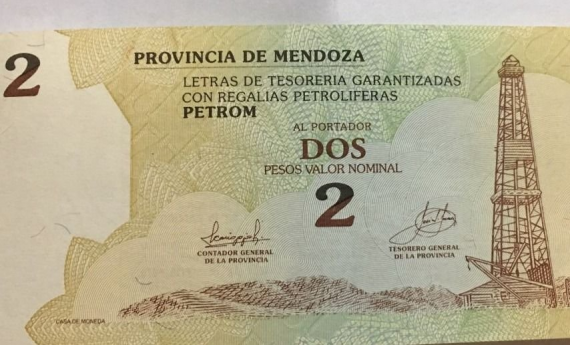 2
PROVINCIA DE MENDOZA
LETRAS DE TESORERIA GARANTIZADAS
CON REGALIAS PETROLIFERAS
PETROM
AL PORTADOR
DOS
PESOS VALOR NOMINAL
2
CONTADOR GENERAL
DE LA PROVINCIA
TESORERO GENERAL
DE LA PROVINCIA
CASA DE MONEDA